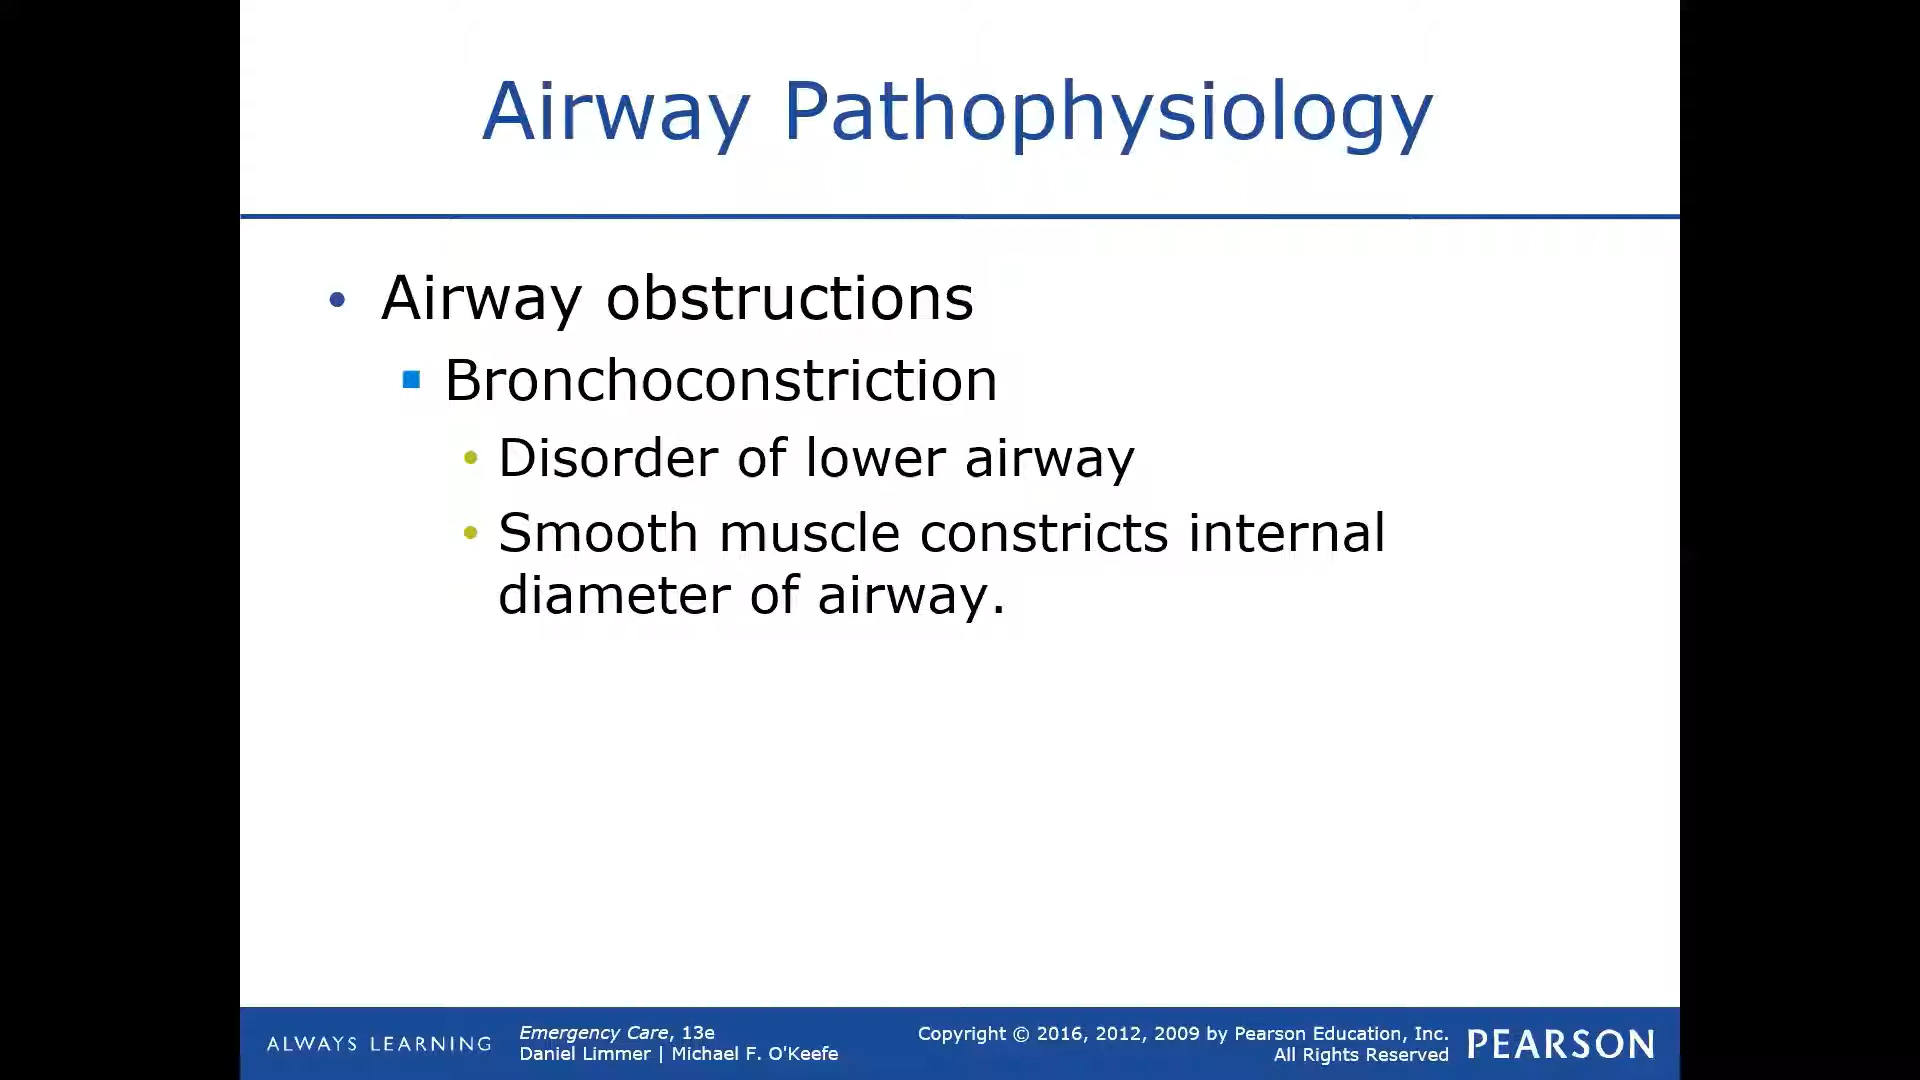 Airway Pathophysiology
• Airway obstructions
▪ Bronchoconstriction
• Disorder of lower airway
• Smooth muscle constricts internal
diameter of airway.
ALWAYS LEARNING
Emergency Care, 13e
Daniel Limmer | Michael F. O'Keefe
Copyright © 2016, 2012, 2009 by Pearson Education, Inc.
All Rights Reserved
PEARSON